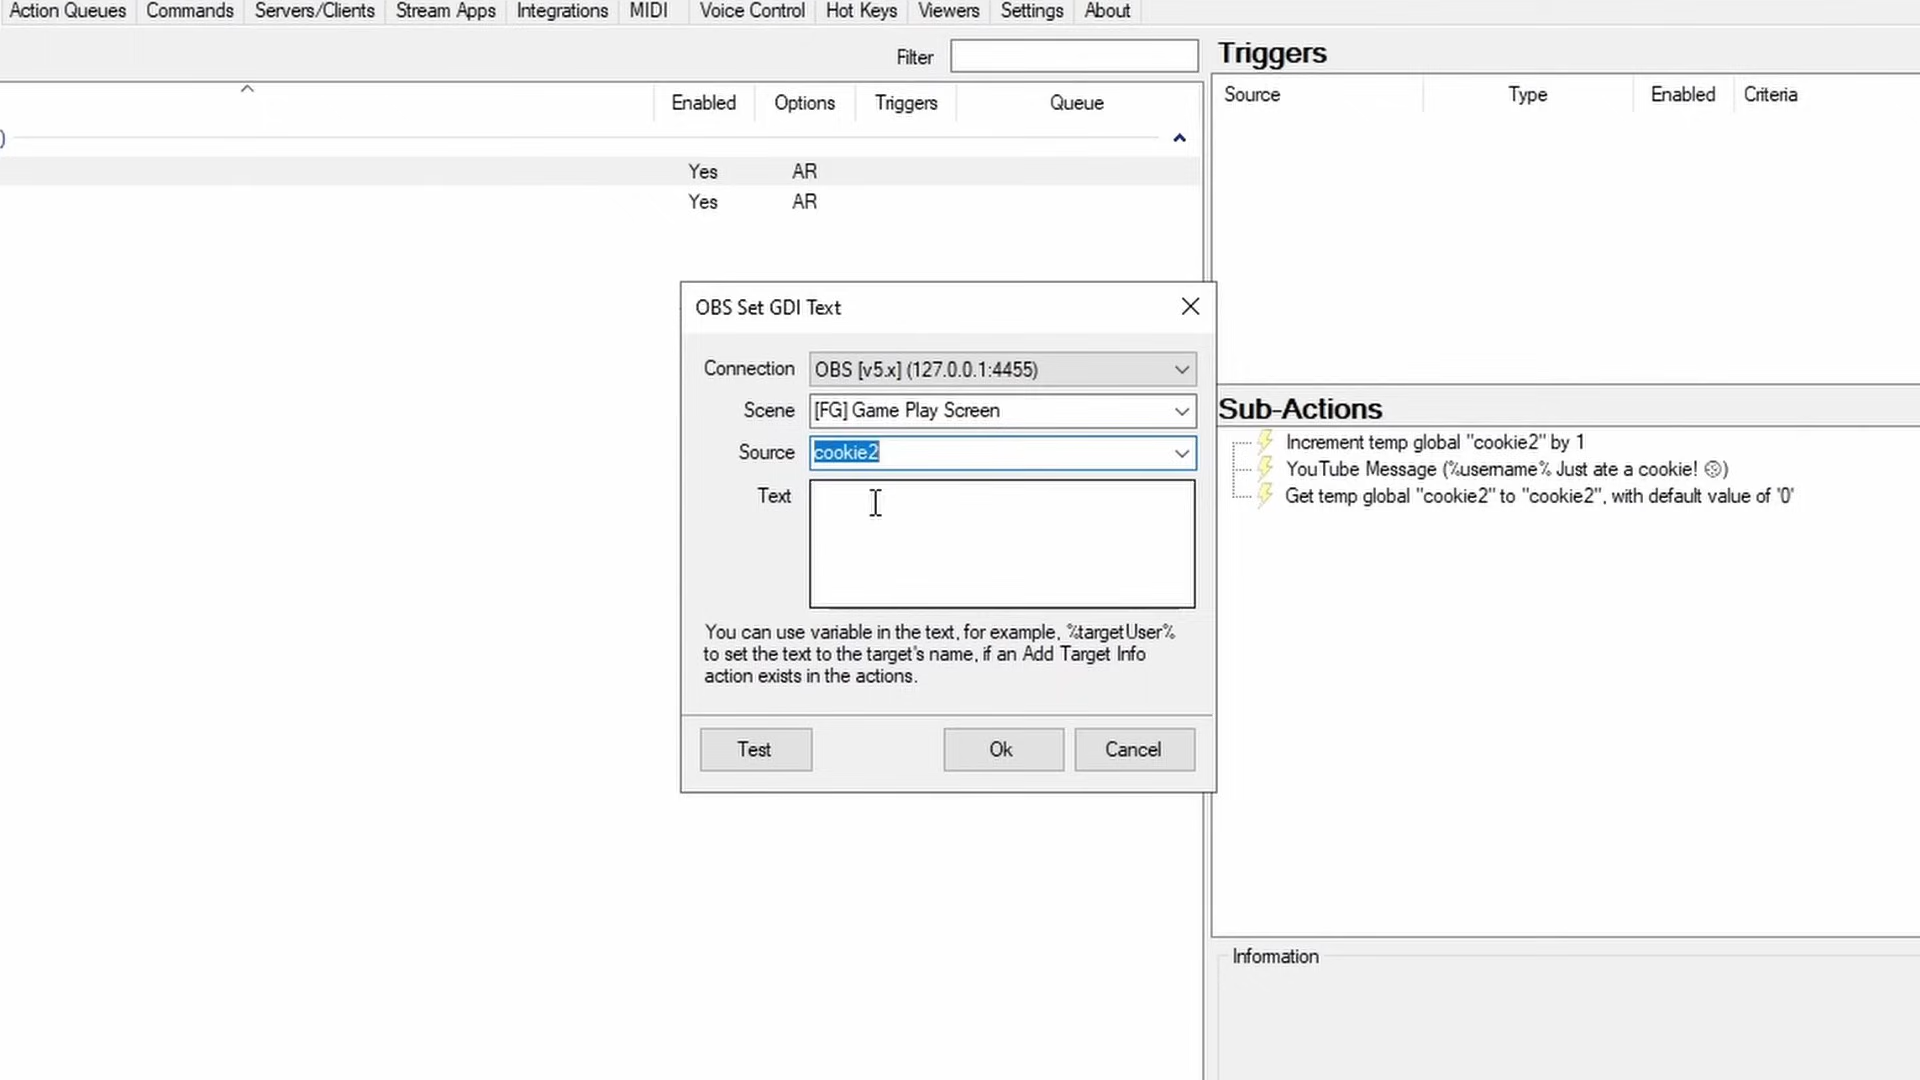 Action Queues Commands Servers/Clients Stream Apps Integrations MIDI Voice Control Hot Keys Viewers Settings About
Filter
Enabled Options Triggers Queue
)
Yes AR
Yes AR
Triggers
Source Type Enabled Criteria
OBS Set GDI Text
Connection OBS [v5.x] (127.0.0.1:4455)
Scene [FG] Game Play Screen
Source cookie2
Text
You can use variable in the text, for example, %targetUser%
to set the text to the target's name, if an Add Target Info
action exists in the actions.
Test Ok Cancel
Sub-Actions
Increment temp global "cookie2" by 1
YouTube Message (%username% Just ate a cookie! 🍪)
Get temp global "cookie2" to "cookie2", with default value of '0'
Information